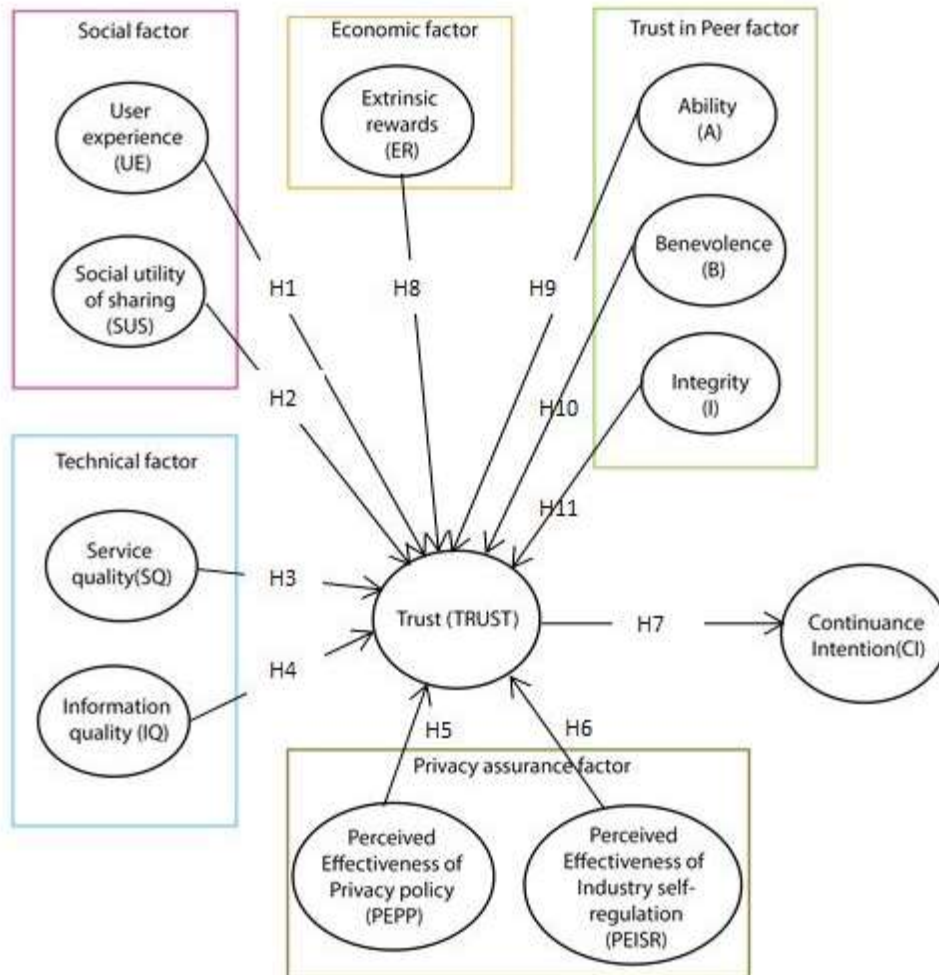 Social factor
User
experience
(UE)
Social utility
of sharing
(SUS)
Economic factor
Extrinsic
rewards
(ER)
Trust in Peer factor
Ability
(A)
Benevolence
(B)
Integrity
(I)
H1
H8
H9
H2
H10
H11
Technical factor
Service
quality(SQ)
Information
quality (IQ)
H3
H4
Trust (TRUST)
H7
Continuance
Intention(CI)
H5
H6
Privacy assurance factor
Perceived
Effectiveness of
Privacy policy
(PEPP)
Perceived
Effectiveness of
Industry self-
regulation
(PEISR)